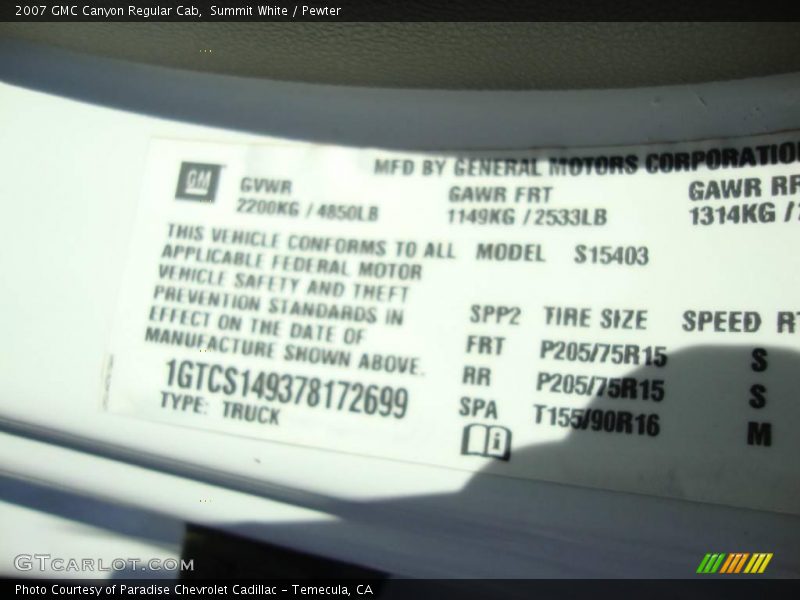 2007 GMC Canyon Regular Cab,  Summit White / Pewter
MFD BY GENERAL MOTORS CORPORATION
GM
GVWR GAWR FRT GAWR RR
2200KG / 4850LB 1149KG / 2533LB 1314KG /
THIS VEHICLE CONFORMS TO ALL MODEL S15403
APPLICABLE FEDERAL MOTOR
VEHICLE SAFETY AND THEFT
PREVENTION STANDARDS IN
EFFECT ON THE DATE OF
MANUFACTURE SHOWN ABOVE.
SPP2 TIRE SIZE SPEED RT
FRT P205/75R15 S
RR P205/75R15 S
SPA T155/90R16 M
1GTCS149378172699
TYPE: TRUCK
GTcarlot.com
Photo Courtesy of Paradise Chevrolet Cadillac - Temecula, CA